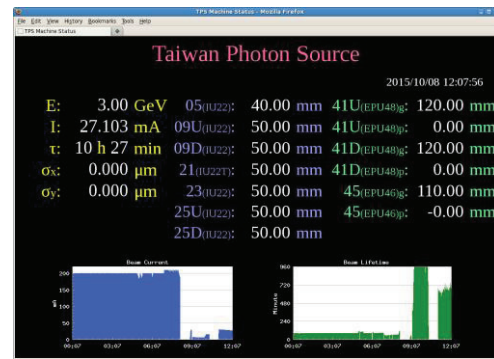 TPS Machine Status - Mozilla Firefox
File Edit View History Bookmarks Tools Help
TPS Machine Status
Taiwan Photon Source
2015/10/08 12:07:56
E: 3.00 GeV 05(IU22): 40.00 mm 41U(EPU48)g: 120.00 mm
I: 27.103 mA 09U(IU22): 50.00 mm 41U(EPU48)p: 0.00 mm
τ: 10 h 27 min 09D(IU22): 50.00 mm 41D(EPU48)g: 120.00 mm
σx: 0.000 μm 21(IU22T): 50.00 mm 41D(EPU48)p: 0.00 mm
σy: 0.000 μm 23(IU22): 50.00 mm 45(EPU46)g: 110.00 mm
25U(IU22): 50.00 mm 45(EPU46)p: -0.00 mm
25D(IU22): 50.00 mm
Beam Current Beam Lifetime
200 960
150 720
100 480
50 240
0 0
mA Minute
00:07 03:07 06:07 09:07 12:07 00:07 03:07 06:07 09:07 12:07